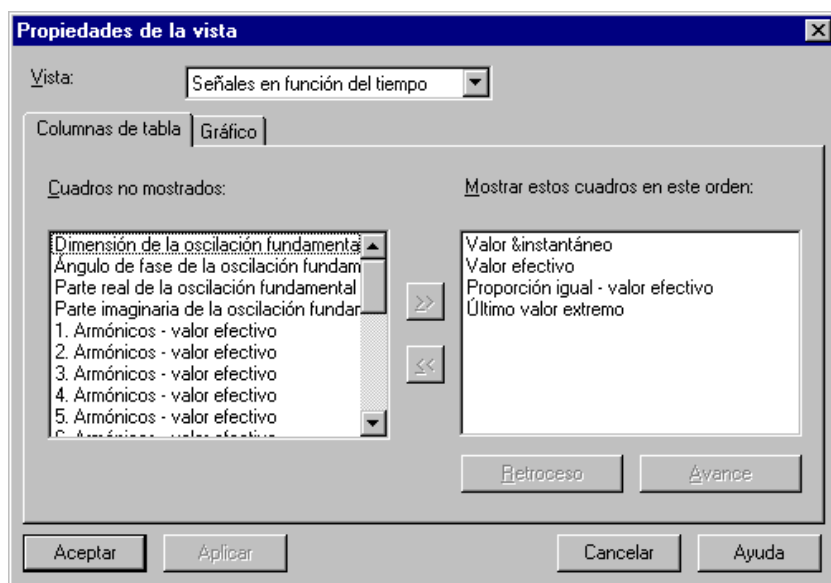 Propiedades de la vista
Vista:
Señales en función del tiempo
Columnas de tabla
Gráfico
Cuadros no mostrados:
Dimensión de la oscilación fundamenta
Ángulo de fase de la oscilación fundam
Parte real de la oscilación fundamental
Parte imaginaria de la oscilación fundar
1. Armónicos - valor efectivo
2. Armónicos - valor efectivo
3. Armónicos - valor efectivo
4. Armónicos - valor efectivo
5. Armónicos - valor efectivo
>>
<<
Mostrar estos cuadros en este orden:
Valor &instantáneo
Valor efectivo
Proporción igual - valor efectivo
Último valor extremo
Retroceso
Avance
Aceptar
Aplicar
Cancelar
Ayuda